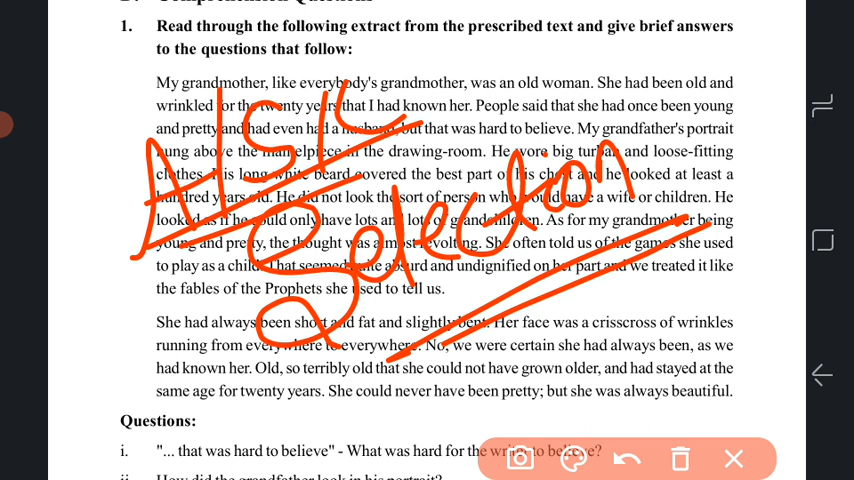 D. Comprehension Questions
1. Read through the following extract from the prescribed text and give brief answers
to the questions that follow:
My grandmother, like everybody's grandmother, was an old woman. She had been old and
wrinkled for the twenty years that I had known her. People said that she had once been young
and pretty and had even had a husband, but that was hard to believe. My grandfather's portrait
hung above the mantelpiece in the drawing-room. He wore big turban and loose-fitting
clothes. His long white beard covered the best part of his chest and he looked at least a
hundred years old. He did not look the sort of person who would have a wife or children. He
looked as if he could only have lots and lots of grandchildren. As for my grandmother being
young and pretty, the thought was almost revolting. She often told us of the games she used
to play as a child. That seemed quite absurd and undignified on her part and we treated it like
the fables of the Prophets she used to tell us.
She had always been short and fat and slightly bent. Her face was a crisscross of wrinkles
running from everywhere to everywhere. No, we were certain she had always been, as we
had known her. Old, so terribly old that she could not have grown older, and had stayed at the
same age for twenty years. She could never have been pretty; but she was always beautiful.
Questions:
i. "... that was hard to believe" - What was hard for the writer to believe?
ii. How did the grandfather look in his portrait?
Selection